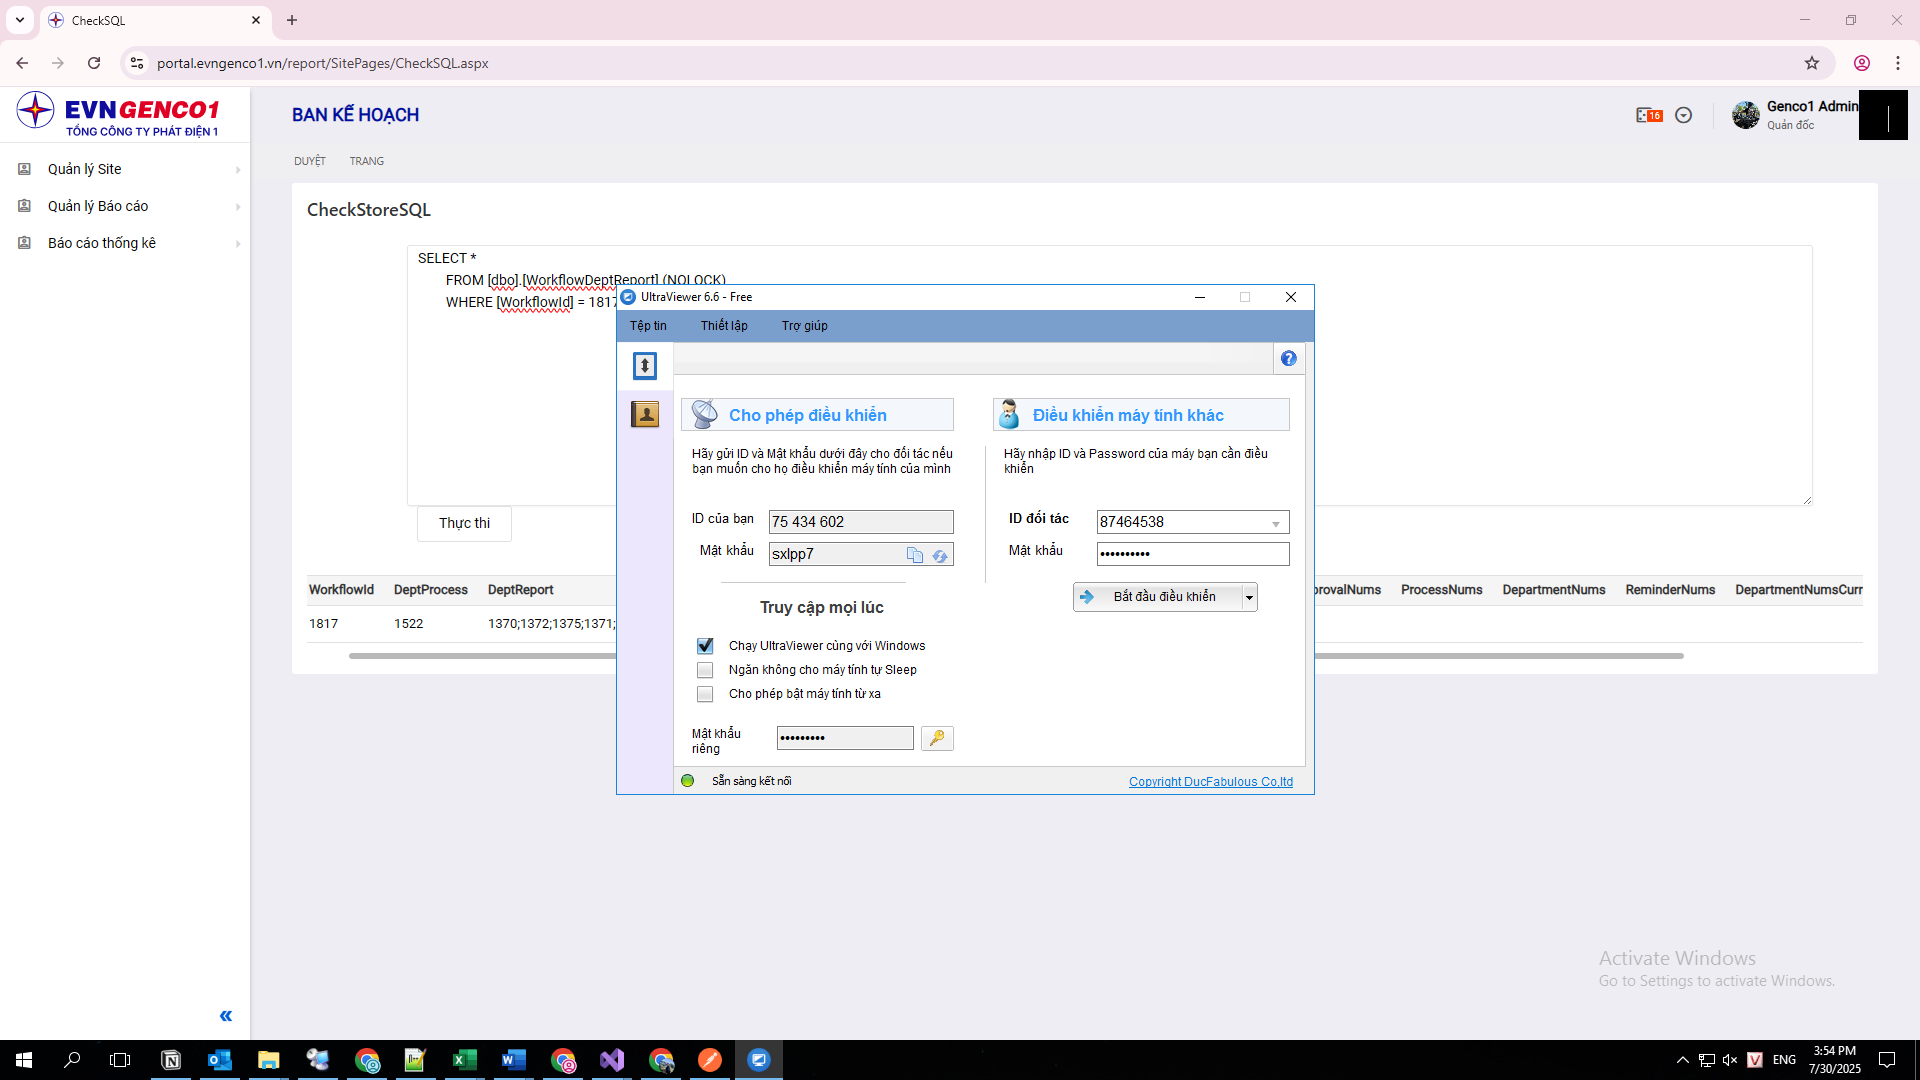 CheckSQL
portal.evngenco1.vn/report/SitePages/CheckSQL.aspx
EVNGENCO1
TỔNG CÔNG TY PHÁT ĐIỆN 1
BAN KẾ HOẠCH
16
Genco1 Admin
Quản đốc
Quản lý Site
Quản lý Báo cáo
Báo cáo thống kê
DUYỆT TRANG
CheckStoreSQL
SELECT *
FROM [dbo].[WorkflowDeptReport] (NOLOCK)
WHERE [WorkflowId] = 1817
Thực thi
WorkflowId DeptProcess DeptReport provalNums ProcessNums DepartmentNums ReminderNums DepartmentNumsCurr
1817 1522 1370;1372;1375;1371;
UltraViewer 6.6 - Free
Tệp tin Thiết lập Trợ giúp
Cho phép điều khiển
Hãy gửi ID và Mật khẩu dưới đây cho đối tác nếu
bạn muốn cho họ điều khiển máy tính của mình
ID của bạn 75 434 602
Mật khẩu sxlpp7
Truy cập mọi lúc
Chạy UltraViewer cùng với Windows
Ngăn không cho máy tính tự Sleep
Cho phép bật máy tính từ xa
Mật khẩu
riêng
•••••••••
Điều khiển máy tính khác
Hãy nhập ID và Password của máy bạn cần điều
khiển
ID đối tác 87464538
Mật khẩu ••••••••••
Bắt đầu điều khiển
Sẵn sàng kết nối
Copyright DucFabulous Co,ltd
Activate Windows
Go to Settings to activate Windows.
ENG
3:54 PM
7/30/2025